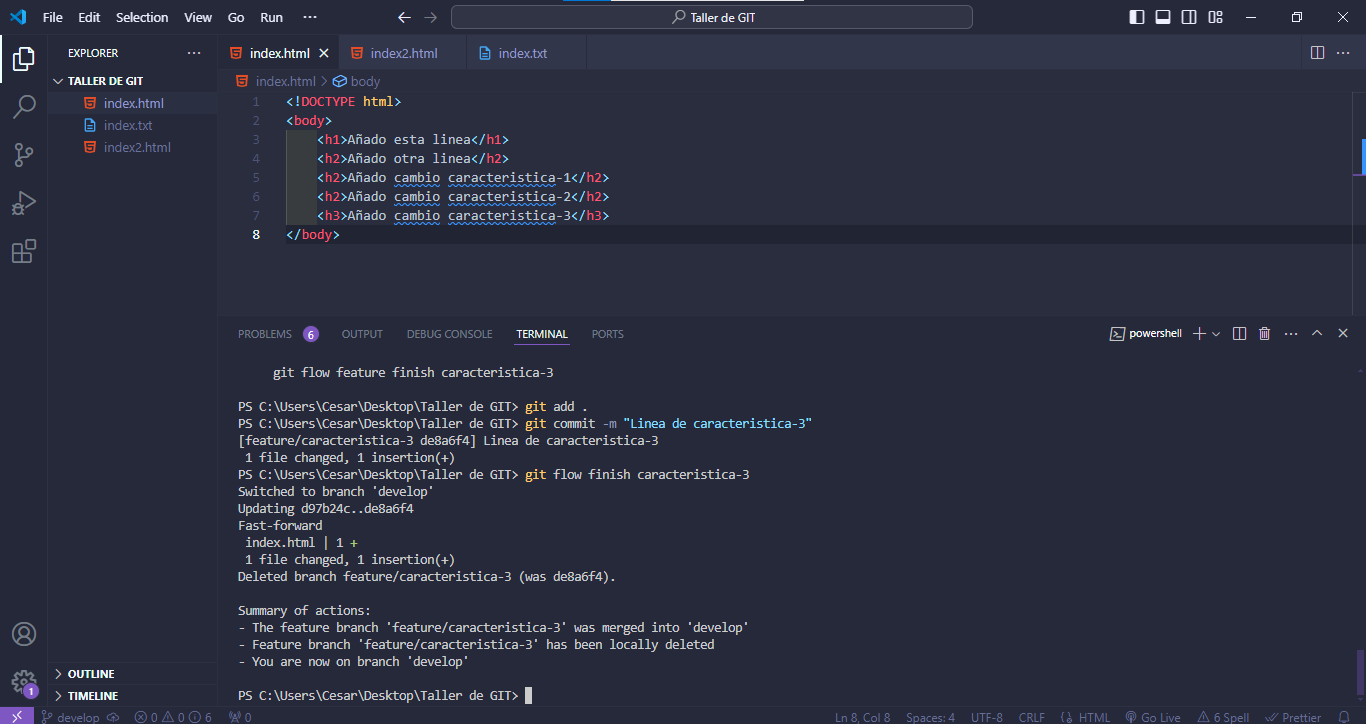 File Edit Selection View Go Run ··· Taller de GIT
EXPLORER ···
TALLER DE GIT
index.html
index.txt
index2.html
OUTLINE
TIMELINE
1
index.html index2.html index.txt
index.html > body
1 <!DOCTYPE html>
2 <body>
3 <h1>Añado esta linea</h1>
4 <h2>Añado otra linea</h2>
5 <h2>Añado cambio caracteristica-1</h2>
6 <h2>Añado cambio caracteristica-2</h2>
7 <h3>Añado cambio caracteristica-3</h3>
8 </body>
PROBLEMS 6 OUTPUT DEBUG CONSOLE TERMINAL PORTS powershell
git flow feature finish caracteristica-3
PS C:\Users\Cesar\Desktop\Taller de GIT> git add .
PS C:\Users\Cesar\Desktop\Taller de GIT> git commit -m "Linea de caracteristica-3"
[feature/caracteristica-3 de8a6f4] Linea de caracteristica-3
1 file changed, 1 insertion(+)
PS C:\Users\Cesar\Desktop\Taller de GIT> git flow finish caracteristica-3
Switched to branch 'develop'
Updating d97b24c..de8a6f4
Fast-forward
index.html | 1 +
1 file changed, 1 insertion(+)
Deleted branch feature/caracteristica-3 (was de8a6f4).
Summary of actions:
- The feature branch 'feature/caracteristica-3' was merged into 'develop'
- Feature branch 'feature/caracteristica-3' has been locally deleted
- You are now on branch 'develop'
PS C:\Users\Cesar\Desktop\Taller de GIT>
develop 0 0 6 0 Ln 8, Col 8 Spaces: 4 UTF-8 CRLF HTML Go Live 6 Spell Prettier